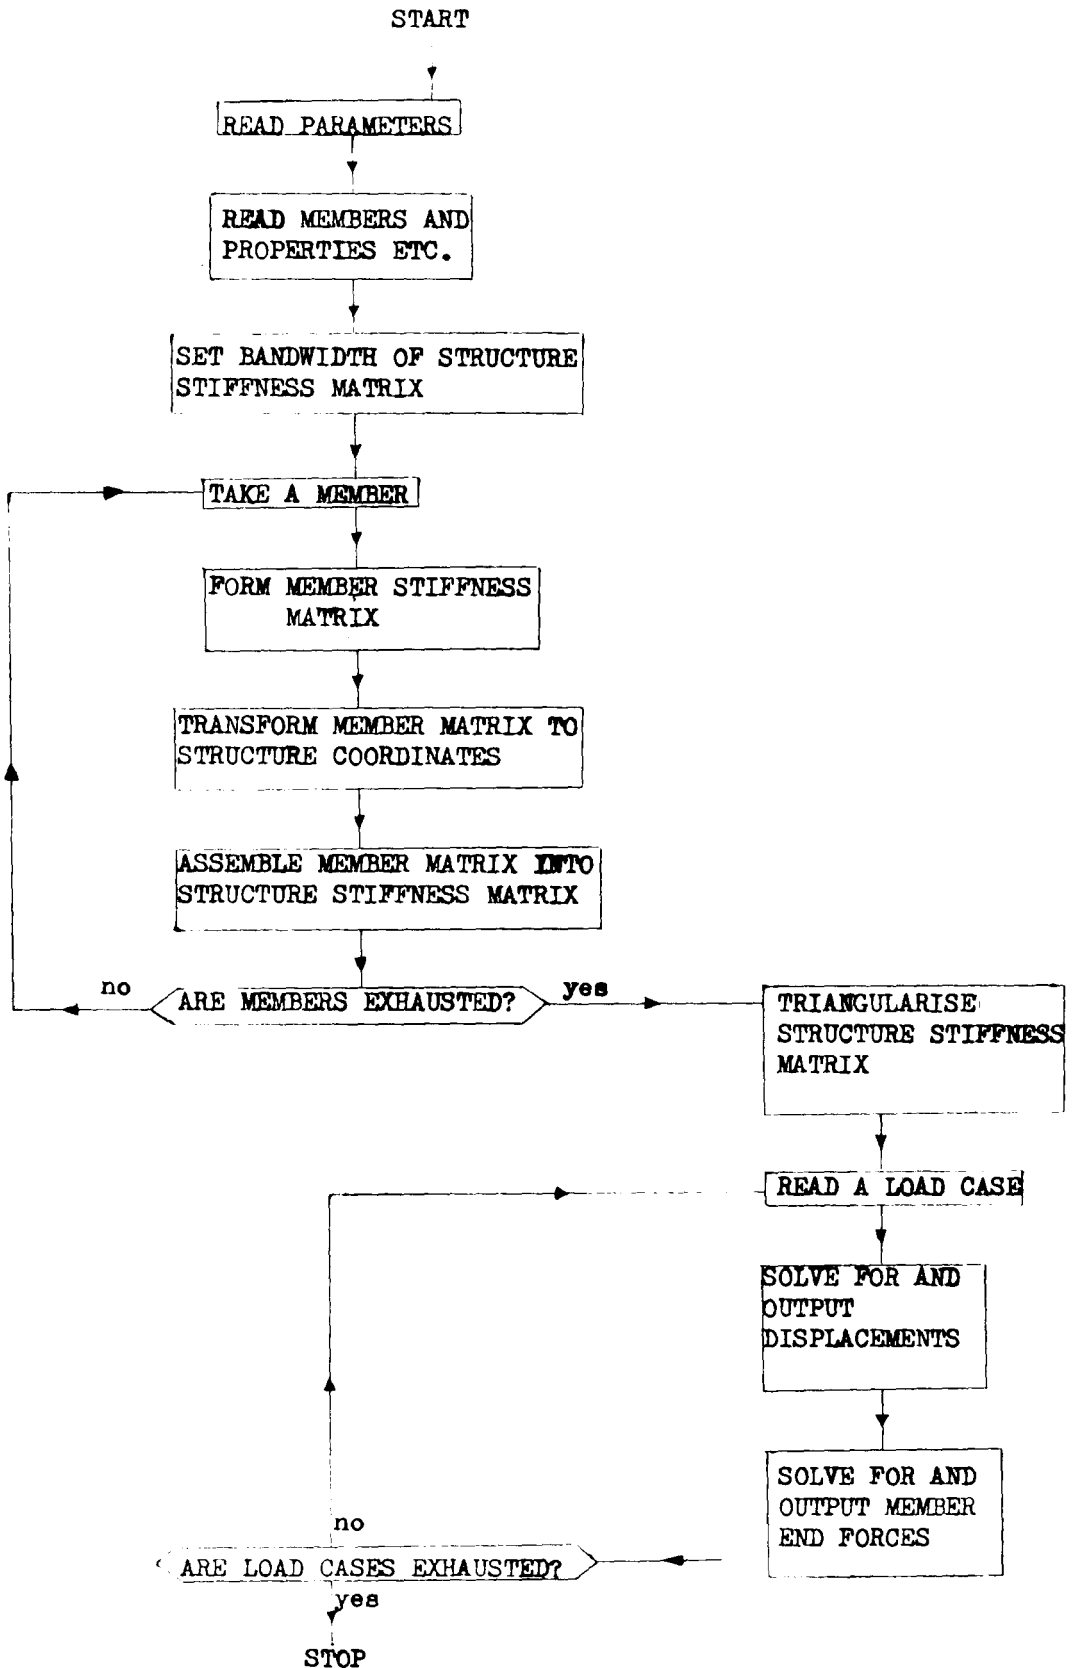 START
READ PARAMETERS
READ MEMBERS AND
PROPERTIES ETC.
SET BANDWIDTH OF STRUCTURE
STIFFNESS MATRIX
TAKE A MEMBER
FORM MEMBER STIFFNESS
MATRIX
TRANSFORM MEMBER MATRIX TO
STRUCTURE COORDINATES
ASSEMBLE MEMBER MATRIX INTO
STRUCTURE STIFFNESS MATRIX
no
ARE MEMBERS EXHAUSTED?
yes
TRIANGULARISE
STRUCTURE STIFFNESS
MATRIX
READ A LOAD CASE
SOLVE FOR AND
OUTPUT
DISPLACEMENTS
SOLVE FOR AND
OUTPUT MEMBER
END FORCES
no
ARE LOAD CASES EXHAUSTED?
yes
STOP